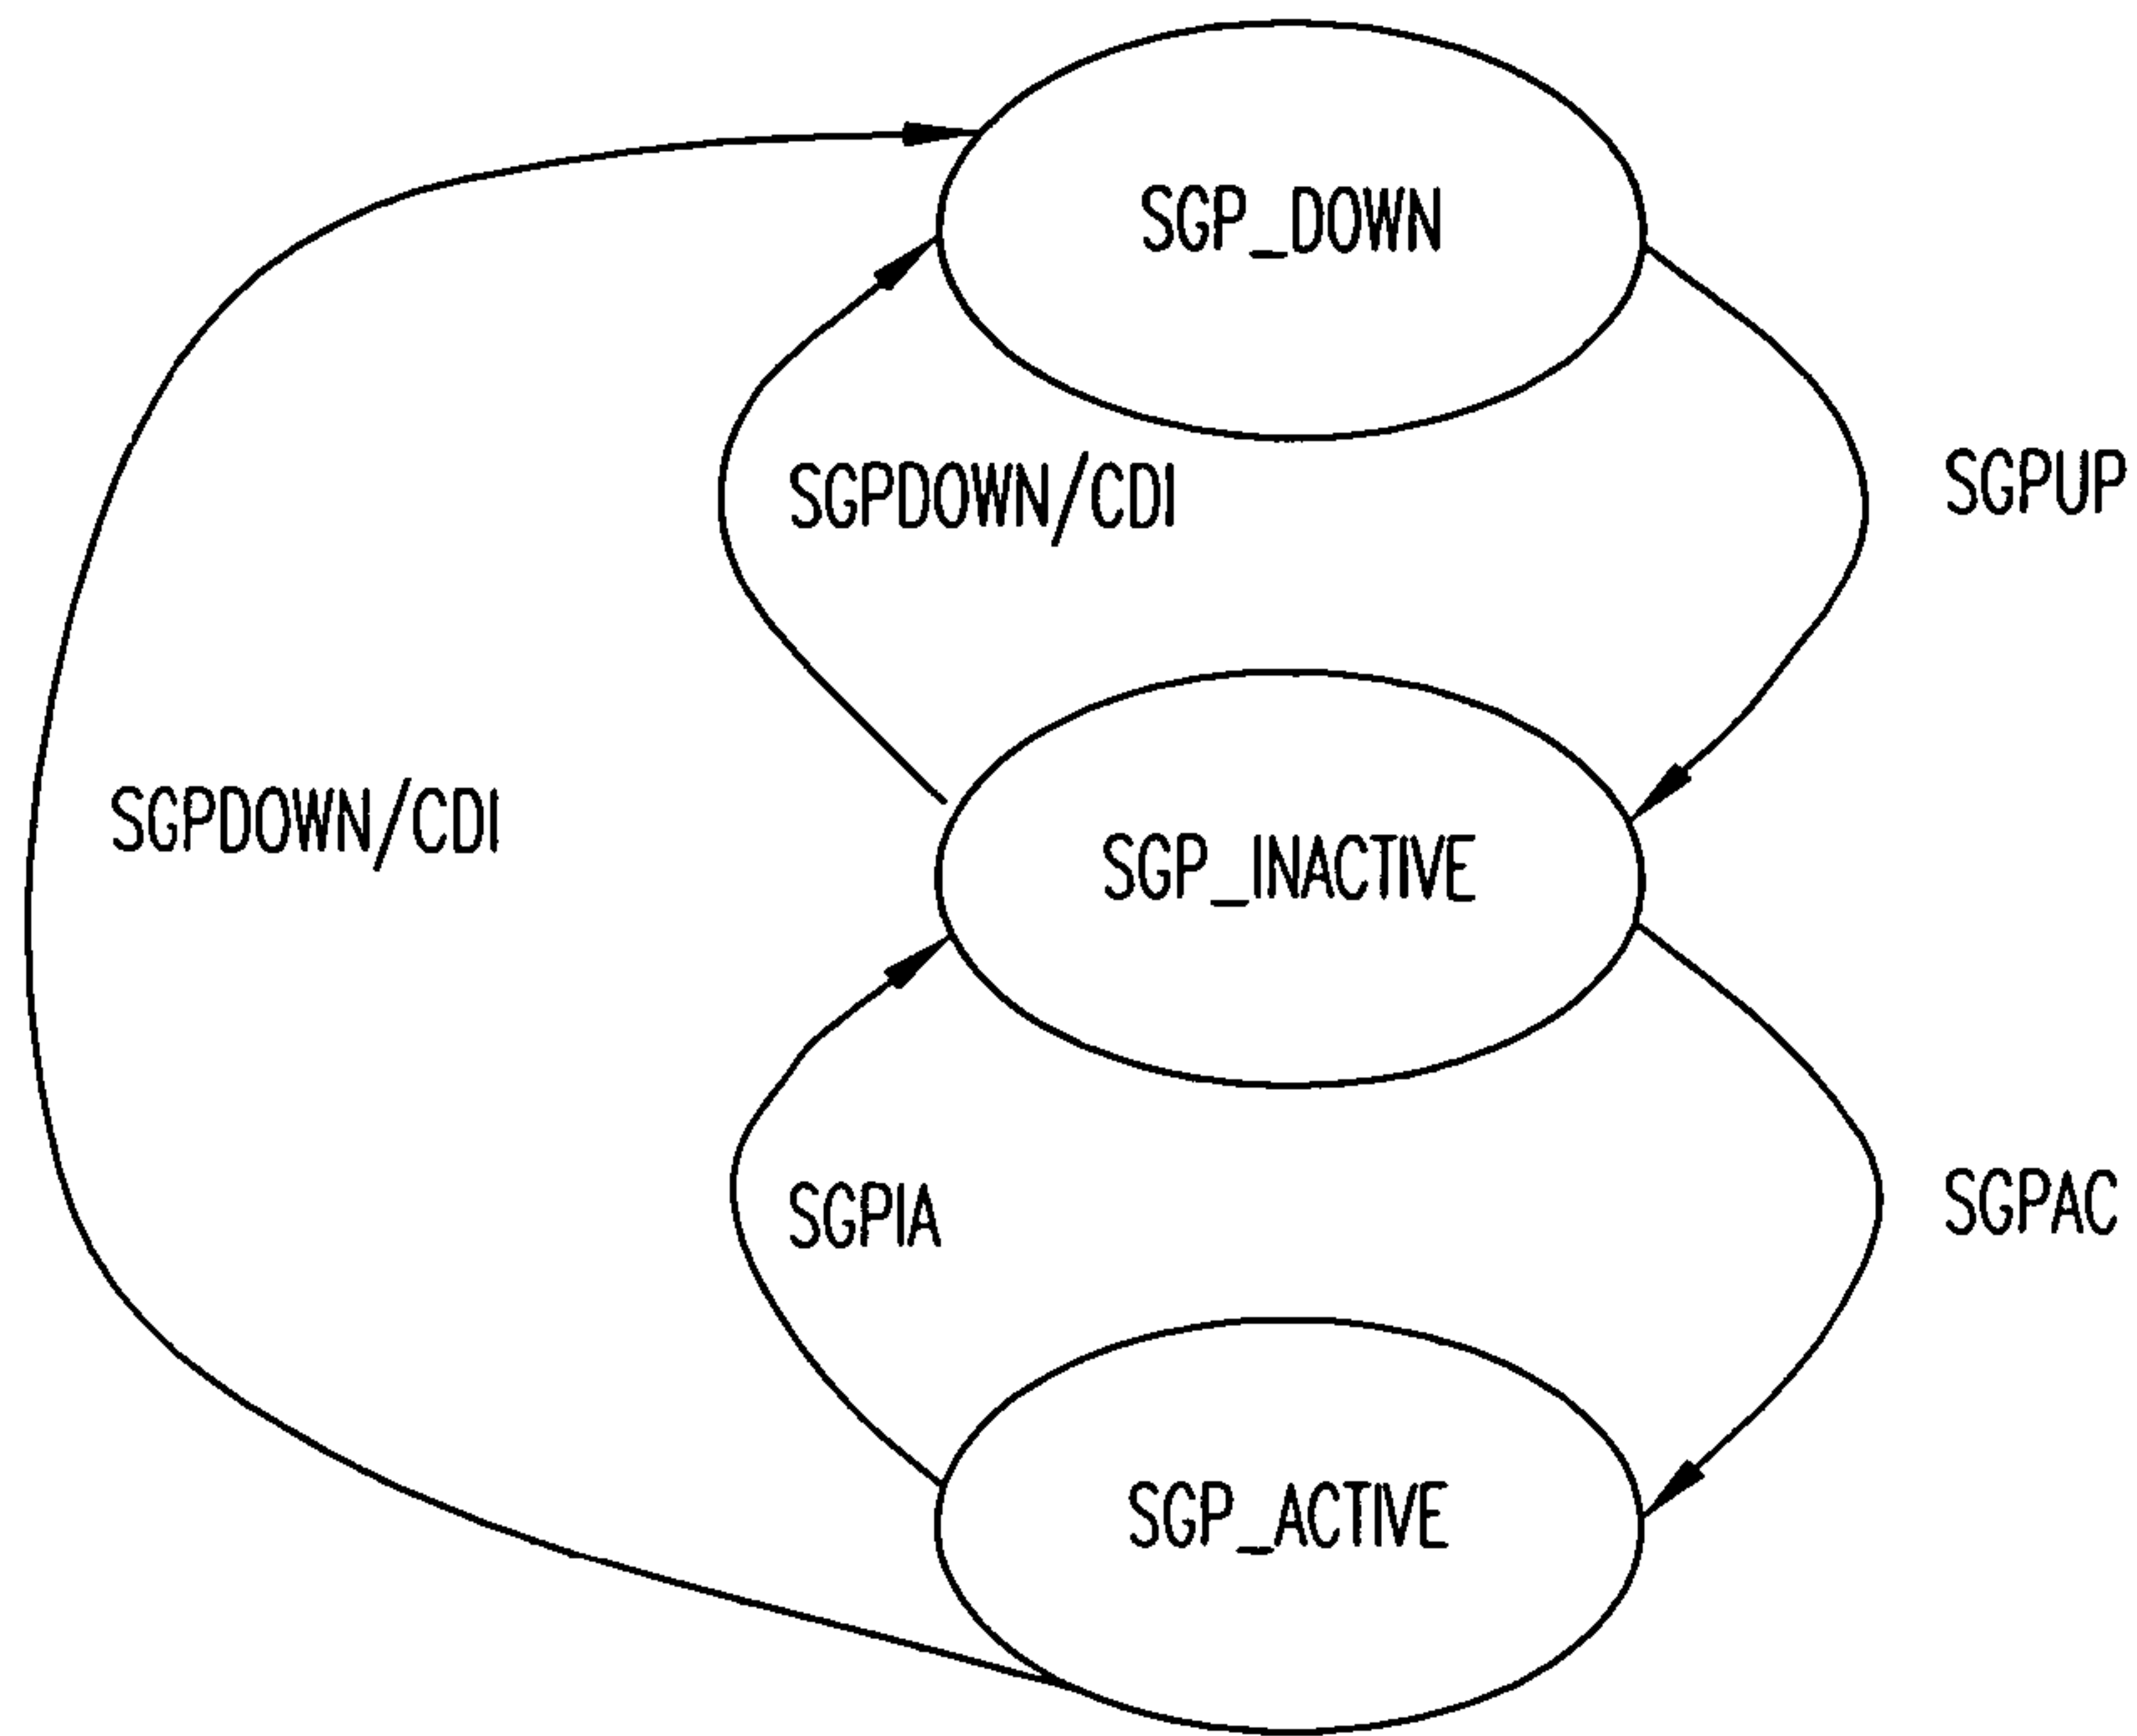 SGP_DOWN
SGPDOWN/CDI
SGPUP
SGPDOWN/CDI
SGP_INACTIVE
SGPIA
SGPAC
SGP_ACTIVE